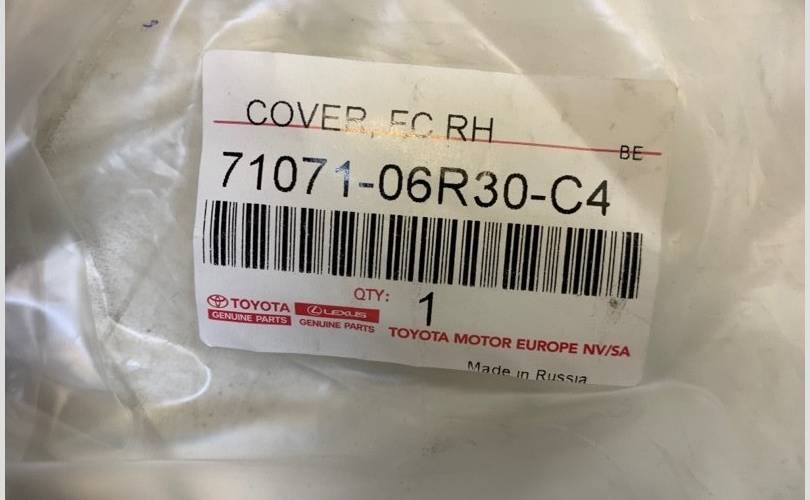 COVER, FC RH
BE
71071-06R30-C4
QTY: 1
TOYOTA
GENUINE PARTS
LEXUS
GENUINE PARTS
TOYOTA MOTOR EUROPE NV/SA
Made in Russia